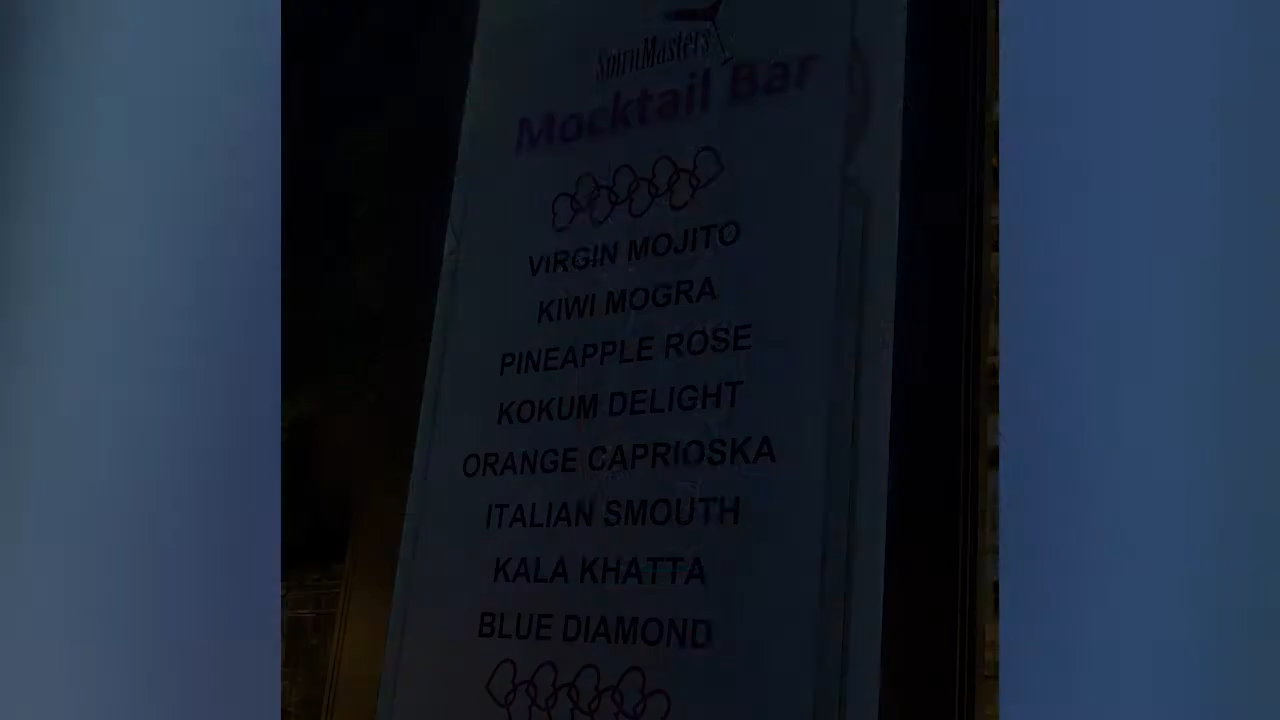 SpiritMasters
Mocktail Bar
VIRGIN MOJITO
KIWI MOGRA
PINEAPPLE ROSE
KOKUM DELIGHT
ORANGE CAPRIOSKA
ITALIAN SMOUTH
KALA KHATTA
BLUE DIAMOND